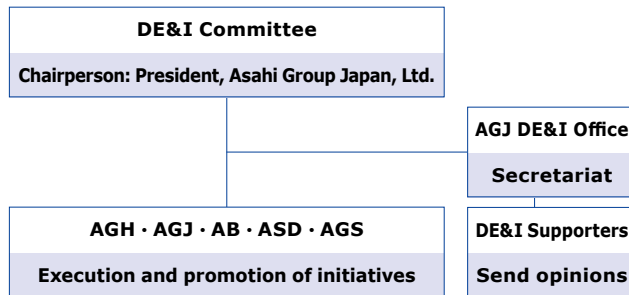 DE&I Committee
Chairperson: President, Asahi Group Japan, Ltd.
AGJ DE&I Office
Secretariat
AGH · AGJ · AB · ASD · AGS
Execution and promotion of initiatives
DE&I Supporters
Send opinions